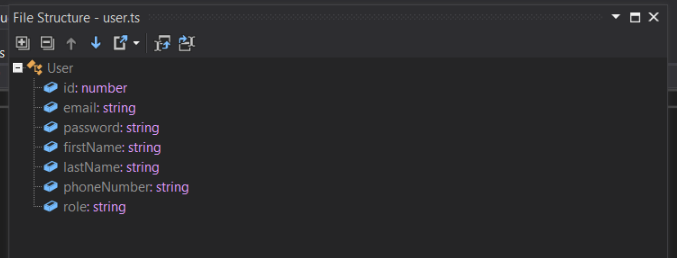 File Structure - user.ts
User
id: number
email: string
password: string
firstName: string
lastName: string
phoneNumber: string
role: string